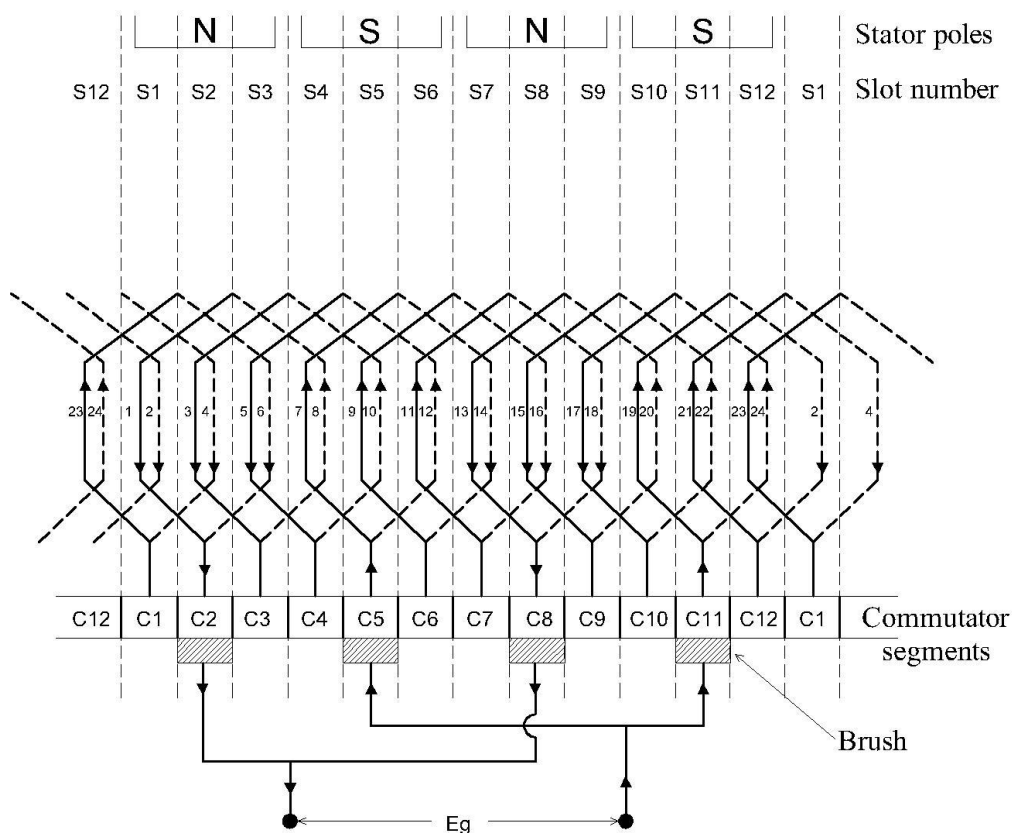 N S N S Stator poles
S12 S1 S2 S3 S4 S5 S6 S7 S8 S9 S10 S11 S12 S1 Slot number
23 24 1 2 3 4 5 6 7 8 9 10 11 12 13 14 15 16 17 18 19 20 21 22 23 24 2 4
C12 C1 C2 C3 C4 C5 C6 C7 C8 C9 C10 C11 C12 C1 Commutator
segments
Brush
Eg